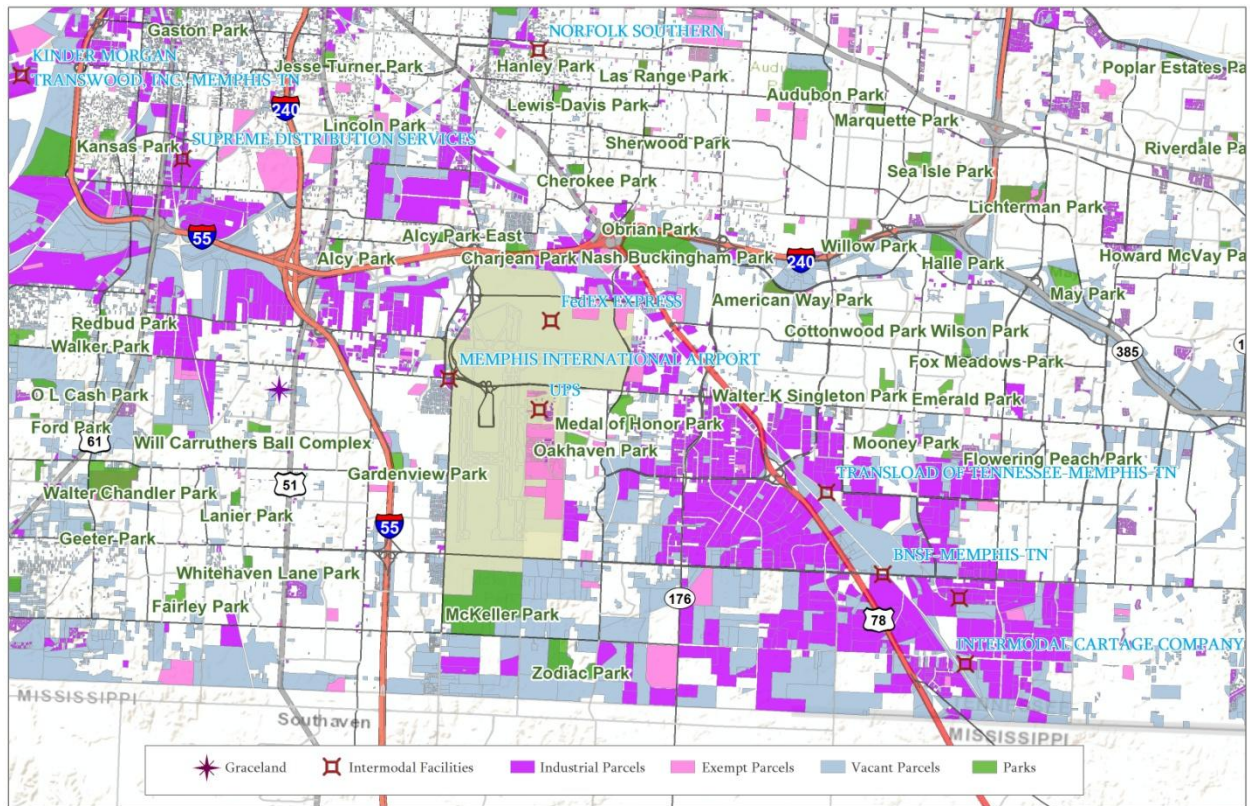 Gaston Park
NORFOLK SOUTHERN
KINDER MORGAN
Jesse Turner Park
Hanley Park
Las Range Park
Poplar Estates Pa
TRANSWOOD, INC. MEMPHIS-TN
240
Lewis-Davis Park
Audubon Park
Lincoln Park
Marquette Park
SUPREME DISTRIBUTION SERVICES
Kansas Park
Sherwood Park
Riverdale Pa
Sea Isle Park
Cherokee Park
Lichterman Park
55
Alcy Park East
Obrian Park
Willow Park
Alcy Park
Charjean Park
Nash Buckingham Park
240
Halle Park
Howard McVay Pa
FedEX EXPRESS
American Way Park
May Park
Redbud Park
Cottonwood Park
Wilson Park
Walker Park
385
MEMPHIS INTERNATIONAL AIRPORT
Fox Meadows Park
O L Cash Park
UPS
Walter K Singleton Park
Emerald Park
Ford Park
61
Will Carruthers Ball Complex
Medal of Honor Park
Mooney Park
Oakhaven Park
Flowering Peach Park
Gardenview Park
TRANSLOAD OF TENNESSEE-MEMPHIS-TN
51
Walter Chandler Park
Lanier Park
55
Geeter Park
BNSF-MEMPHIS-TN
Whitehaven Lane Park
176
Fairley Park
McKeller Park
78
INTERMODAL CARTAGE COMPANY
Zodiac Park
MISSISSIPPI
TENNESSEE
Southaven
MISSISSIPPI
Graceland
Intermodal Facilities
Industrial Parcels
Exempt Parcels
Vacant Parcels
Parks